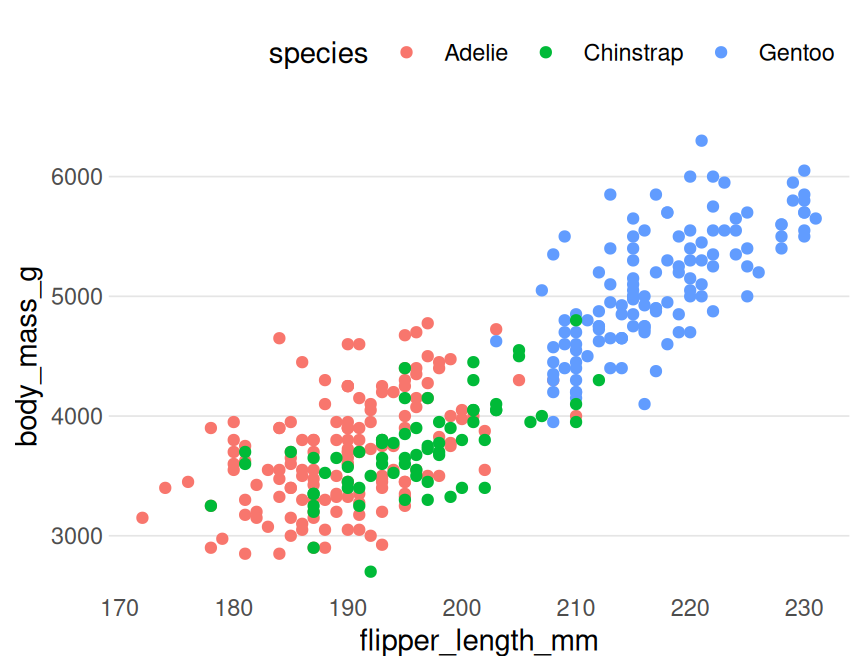 species Adelie Chinstrap Gentoo
6000
5000
4000
3000
body_mass_g
170 180 190 200 210 220 230
flipper_length_mm